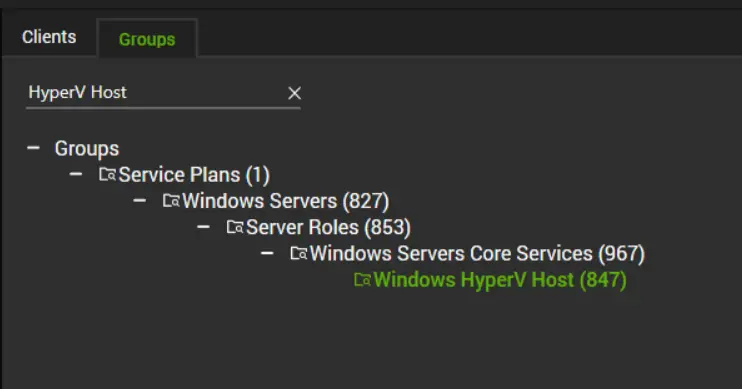 Clients Groups
HyperV Host
Groups
Service Plans (1)
Windows Servers (827)
Server Roles (853)
Windows Servers Core Services (967)
Windows HyperV Host (847)